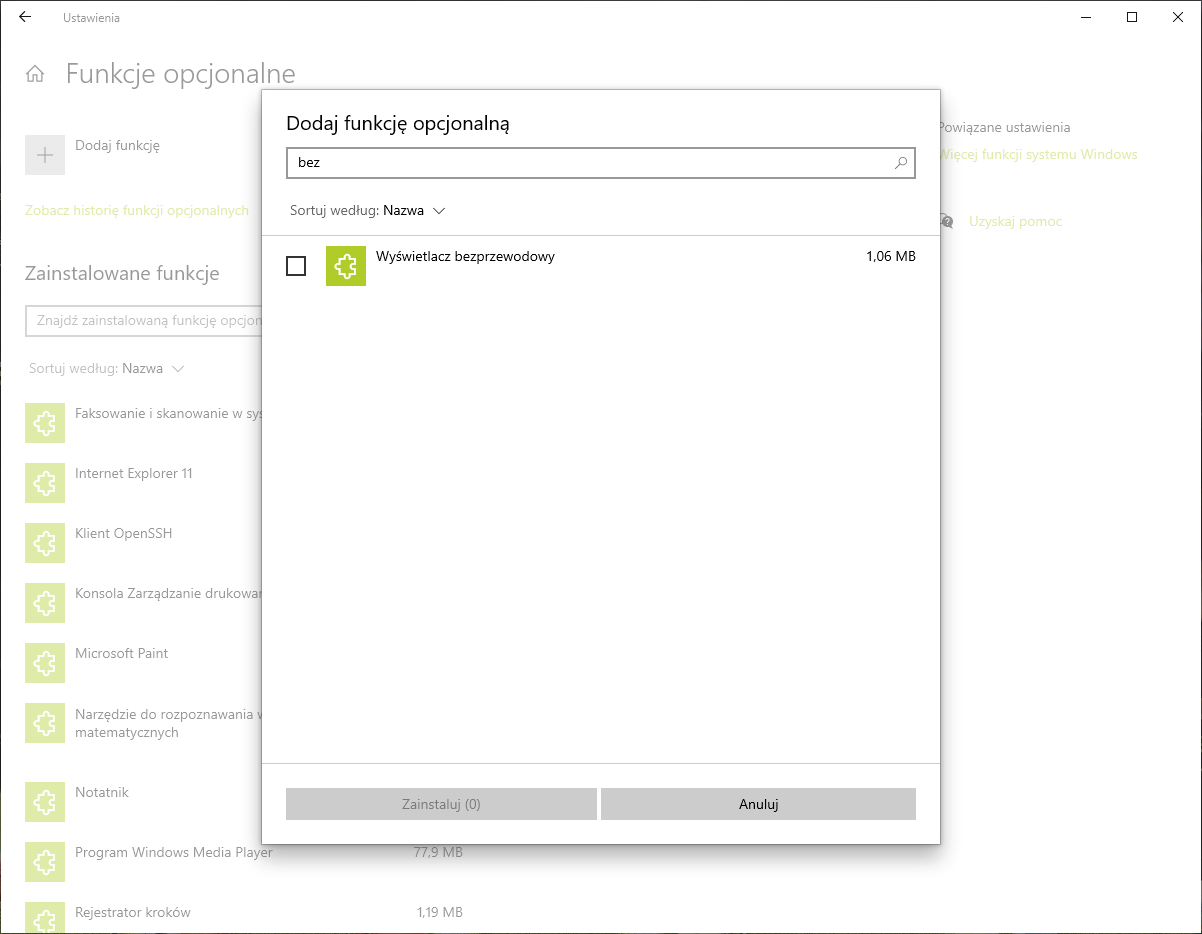 Ustawienia
Funkcje opcjonalne
Dodaj funkcję
Zobacz historię funkcji opcjonalnych
Zainstalowane funkcje
Znajdź zainstalowaną funkcję
Sortuj według: Nazwa
Faksowanie i skanowanie w
Internet Explorer 11
Klient OpenSSH
Konsola Zarządzanie
Microsoft Paint
Narzędzie do rozpoznawania
matematycznych
Notatnik
Program Windows Media Player 77,9 MB
Rejestrator kroków 1,19 MB
Dodaj funkcję opcjonalną
bez
Sortuj według: Nazwa
Wyświetlacz bezprzewodowy 1,06 MB
Zainstaluj (0)
Anuluj
Powiązane ustawienia
Więcej funkcji systemu Windows
Uzyskaj pomoc